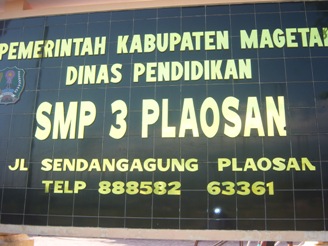 PEMERINTAH KABUPATEN MAGETAN
DINAS PENDIDIKAN
SMP 3 PLAOSAN
JL SENDANGAGUNG PLAOSAN
TELP 888582 63361